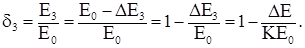 δ₃ = E₃/E₀ = (E₀ − ΔE₃)/E₀ = 1 − ΔE₃/E₀ = 1 − ΔE/KE₀.